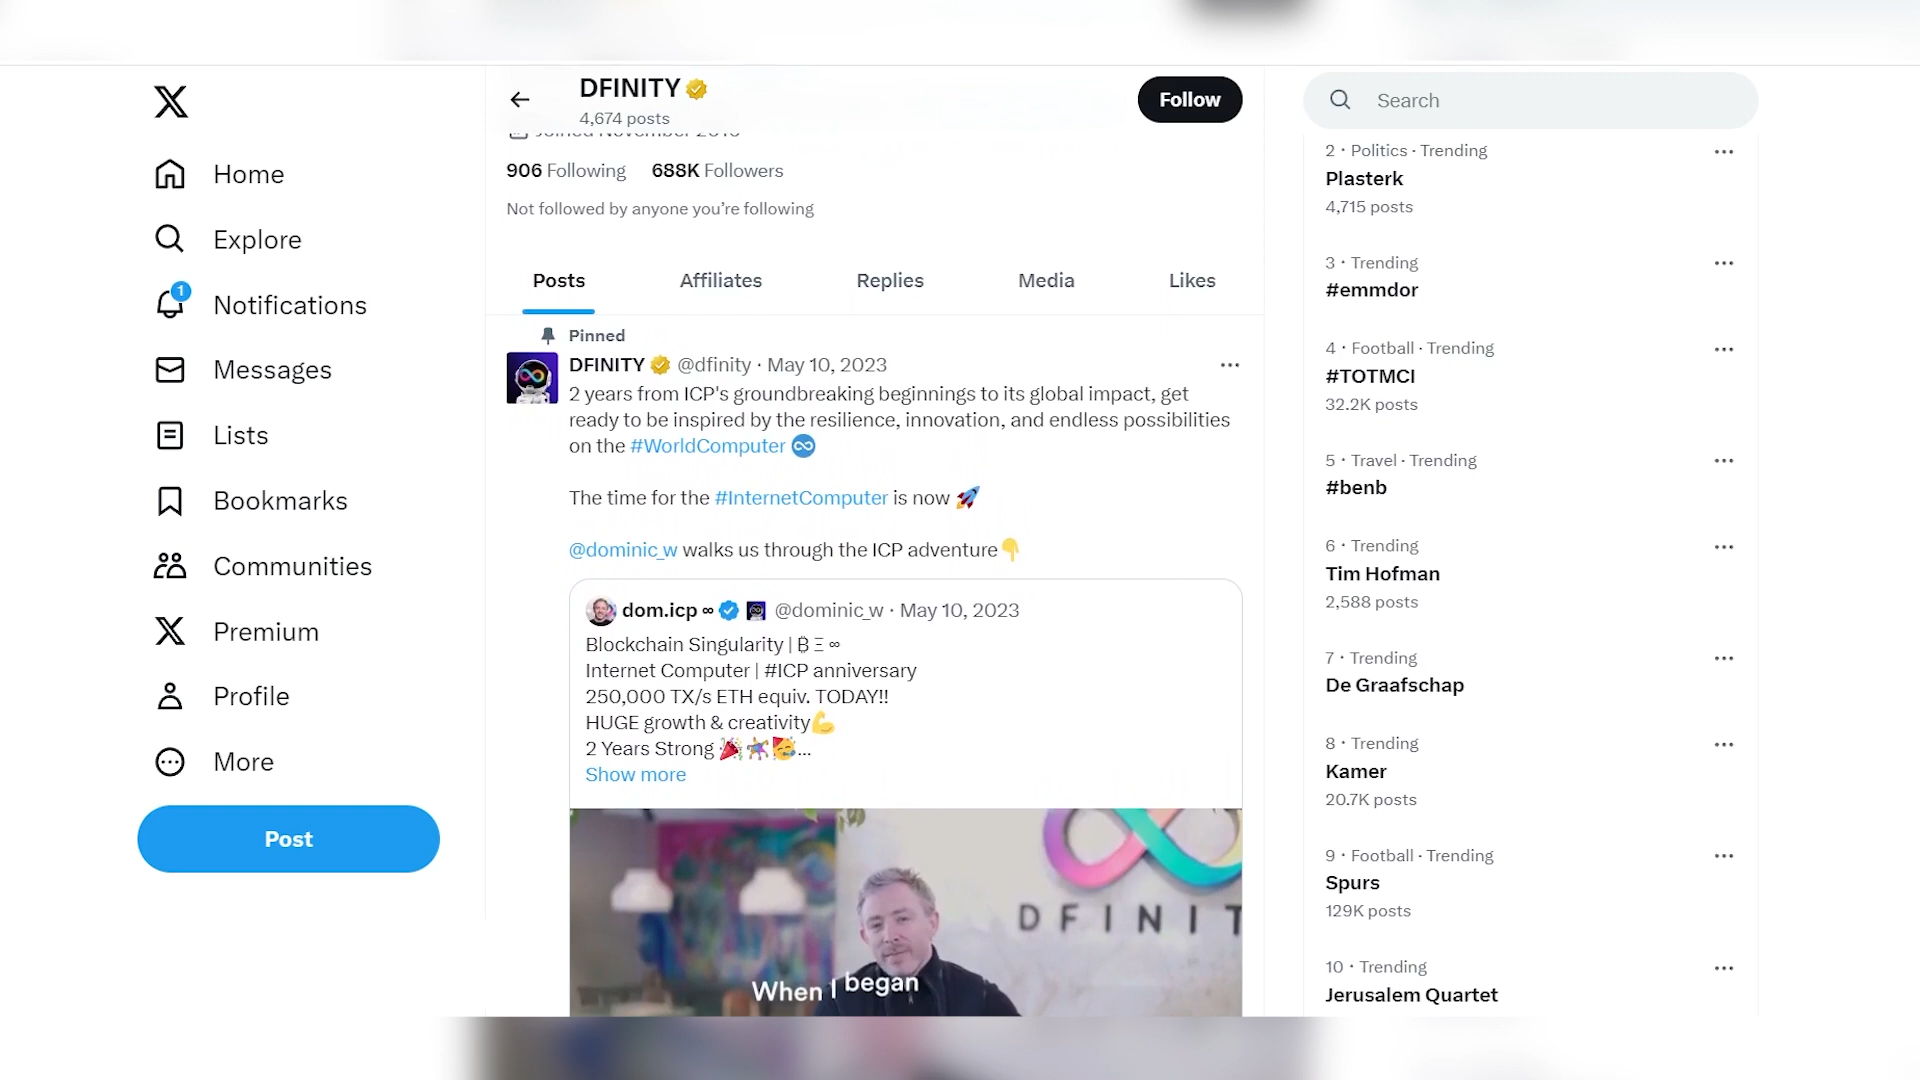 Home
Explore
1
Notifications
Messages
Lists
Bookmarks
Communities
Premium
Profile
More
Post
DFINITY
4,674 posts
Follow
906 Following 688K Followers
Not followed by anyone you’re following
Posts Affiliates Replies Media Likes
Pinned
DFINITY @dfinity · May 10, 2023
2 years from ICP's groundbreaking beginnings to its global impact, get
ready to be inspired by the resilience, innovation, and endless possibilities
on the #WorldComputer
The time for the #InternetComputer is now 🚀
@dominic_w walks us through the ICP adventure👇
dom.icp ∞ @dominic_w · May 10, 2023
Blockchain Singularity | ₿ Ξ ∞
Internet Computer | #ICP anniversary
250,000 TX/s ETH equiv. TODAY!!
HUGE growth & creativity💪
2 Years Strong 🎉🪅🥳...
Show more
DFINIT
When I began
Search
2 · Politics · Trending
Plasterk
4,715 posts
3 · Trending
#emmdor
4 · Football · Trending
#TOTMCI
32.2K posts
5 · Travel · Trending
#benb
6 · Trending
Tim Hofman
2,588 posts
7 · Trending
De Graafschap
8 · Trending
Kamer
20.7K posts
9 · Football · Trending
Spurs
129K posts
10 · Trending
Jerusalem Quartet